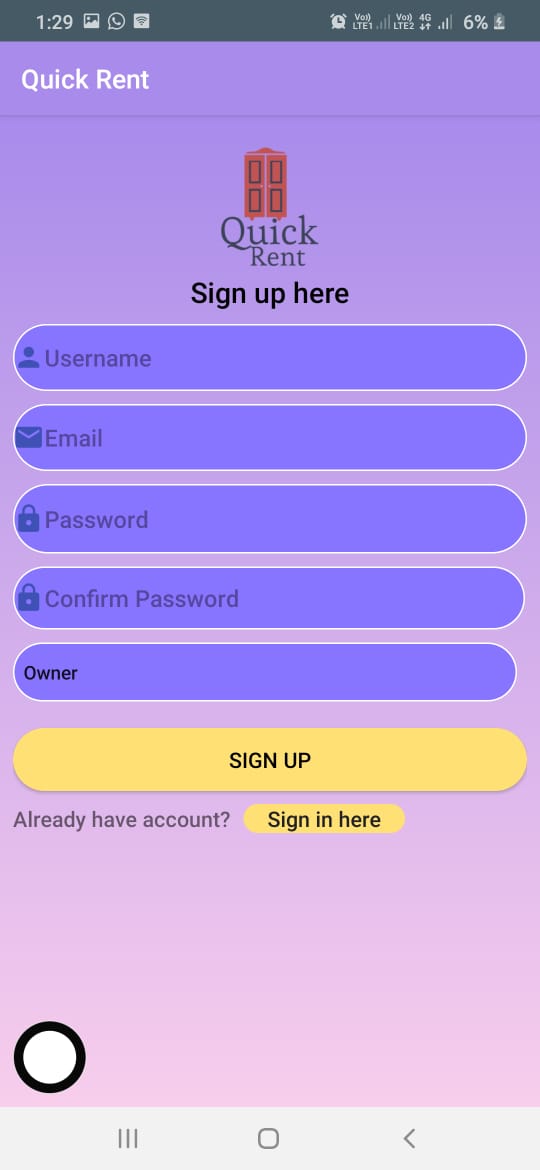 1:29 Vo) LTE1 Vo) LTE2 4G 6%
Quick Rent
Quick
Rent
Sign up here
Username
Email
Password
Confirm Password
Owner
SIGN UP
Already have account? Sign in here